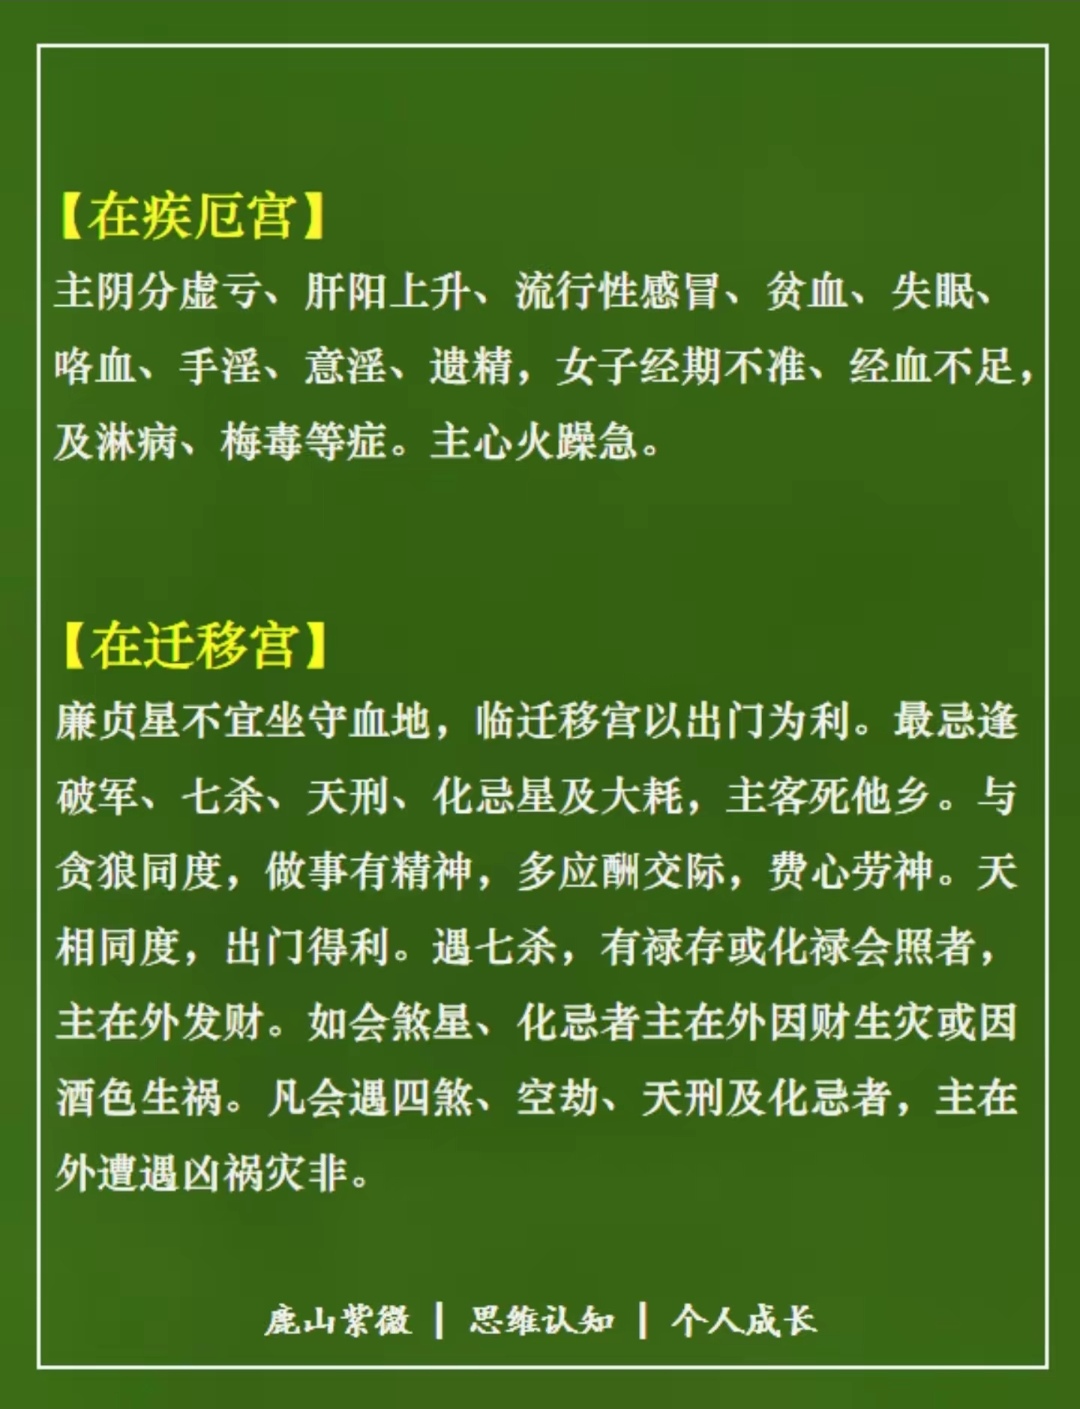 【在疾厄宫】
主阴分虚亏、肝阳上升、流行性感冒、贫血、失眠、
咯血、手淫、意淫、遗精，女子经期不准、经血不足，
及淋病、梅毒等症。主心火躁急。
【在迁移宫】
廉贞星不宜坐守血地，临迁移宫以出门为利。最忌逢
破军、七杀、天刑、化忌星及大耗，主客死他乡。与
贪狼同度，做事有精神，多应酬交际，费心劳神。天
相同度，出门得利。遇七杀，有禄存或化禄会照者，
主在外发财。如会煞星、化忌者主在外因财生灾或因
酒色生祸。凡会遇四煞、空劫、天刑及化忌者，主在
外遭遇凶祸灾非。
鹿山紫微 | 思维认知 | 个人成长